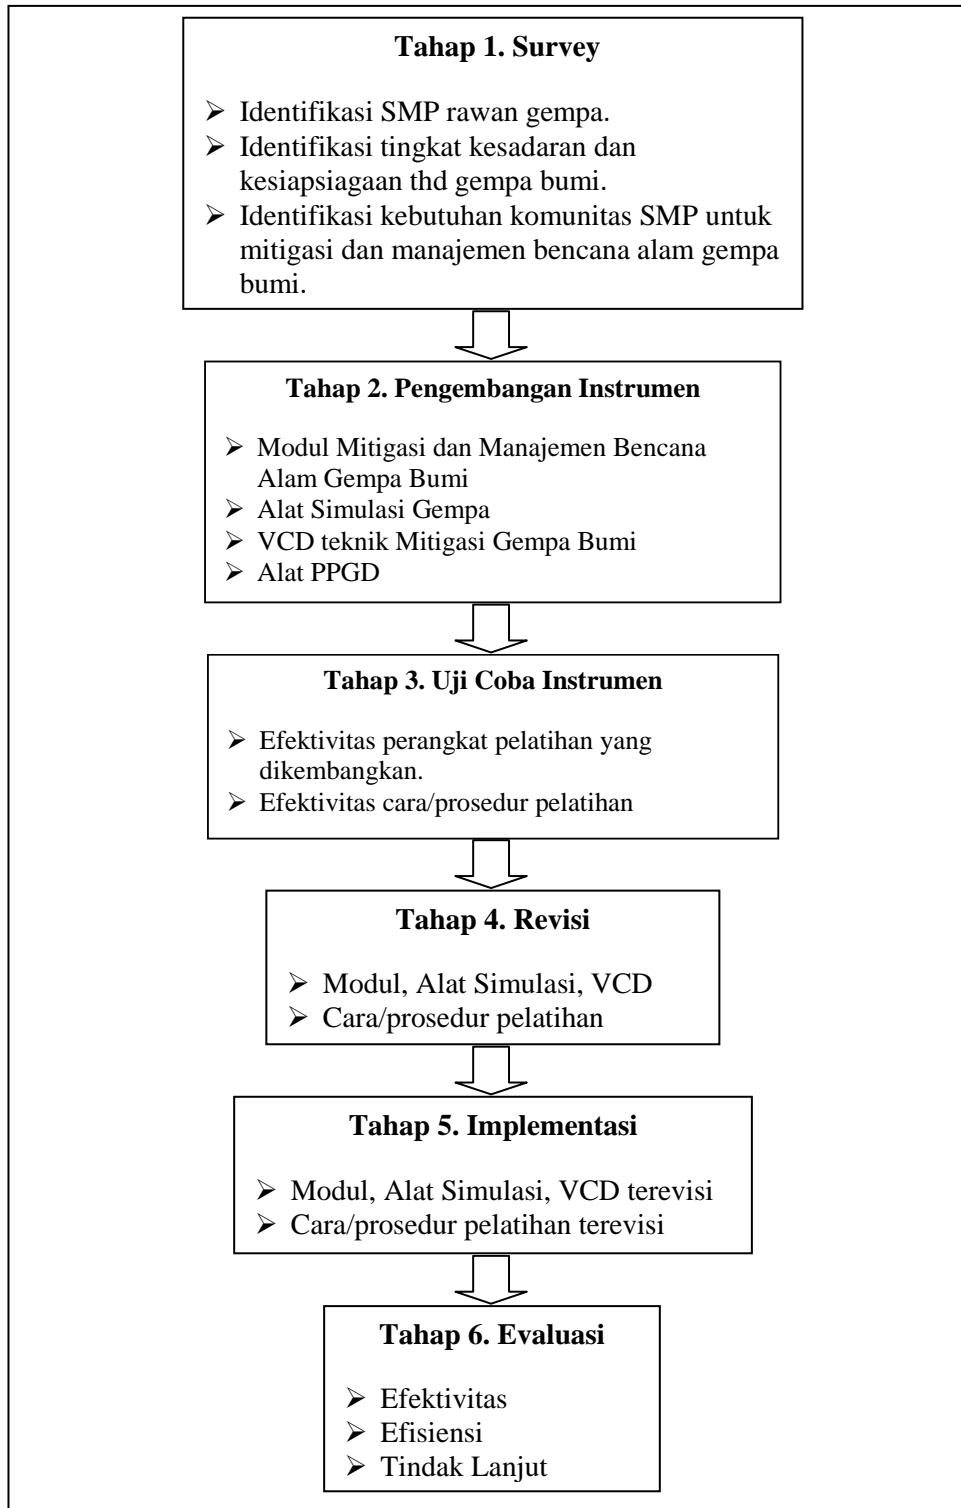 Tahap 1. Survey
➢ Identifikasi SMP rawan gempa.
➢ Identifikasi tingkat kesadaran dan
kesiapsiagaan thd gempa bumi.
➢ Identifikasi kebutuhan komunitas SMP untuk
mitigasi dan manajemen bencana alam gempa
bumi.
Tahap 2. Pengembangan Instrumen
➢ Modul Mitigasi dan Manajemen Bencana
Alam Gempa Bumi
➢ Alat Simulasi Gempa
➢ VCD teknik Mitigasi Gempa Bumi
➢ Alat PPGD
Tahap 3. Uji Coba Instrumen
➢ Efektivitas perangkat pelatihan yang
dikembangkan.
➢ Efektivitas cara/prosedur pelatihan
Tahap 4. Revisi
➢ Modul, Alat Simulasi, VCD
➢ Cara/prosedur pelatihan
Tahap 5. Implementasi
➢ Modul, Alat Simulasi, VCD terevisi
➢ Cara/prosedur pelatihan terevisi
Tahap 6. Evaluasi
➢ Efektivitas
➢ Efisiensi
➢ Tindak Lanjut